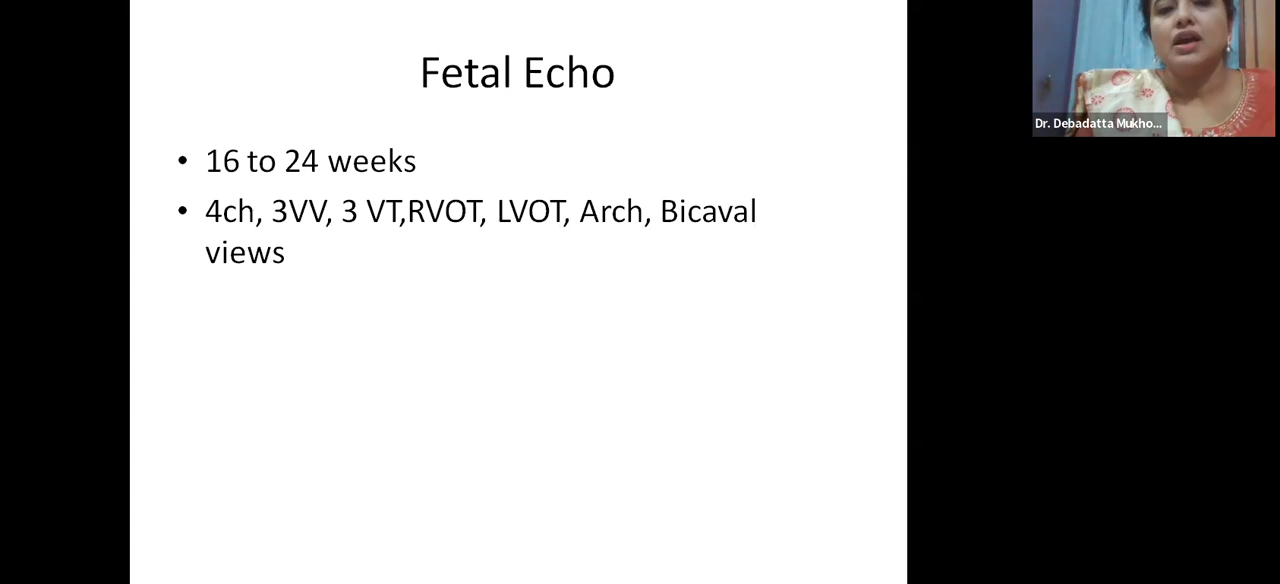 Fetal Echo
• 16 to 24 weeks
• 4ch, 3VV, 3 VT,RVOT, LVOT, Arch, Bicaval
views
Dr. Debadatta Mukho...